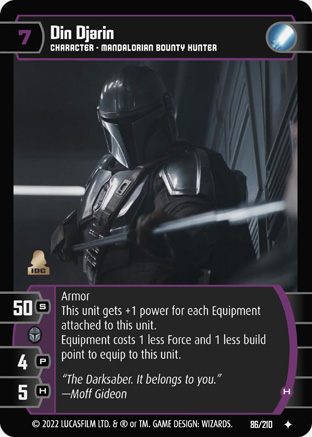 7
Din Djarin
CHARACTER - MANDALORIAN BOUNTY HUNTER
IDC
50 S
4 P
5 H
Armor
This unit gets +1 power for each Equipment
attached to this unit.
Equipment costs 1 less Force and 1 less build
point to equip to this unit.
“The Darksaber. It belongs to you.”
—Moff Gideon
H
© 2022 LUCASFILM LTD. & ® or TM. GAME DESIGN: WIZARDS.
86/210